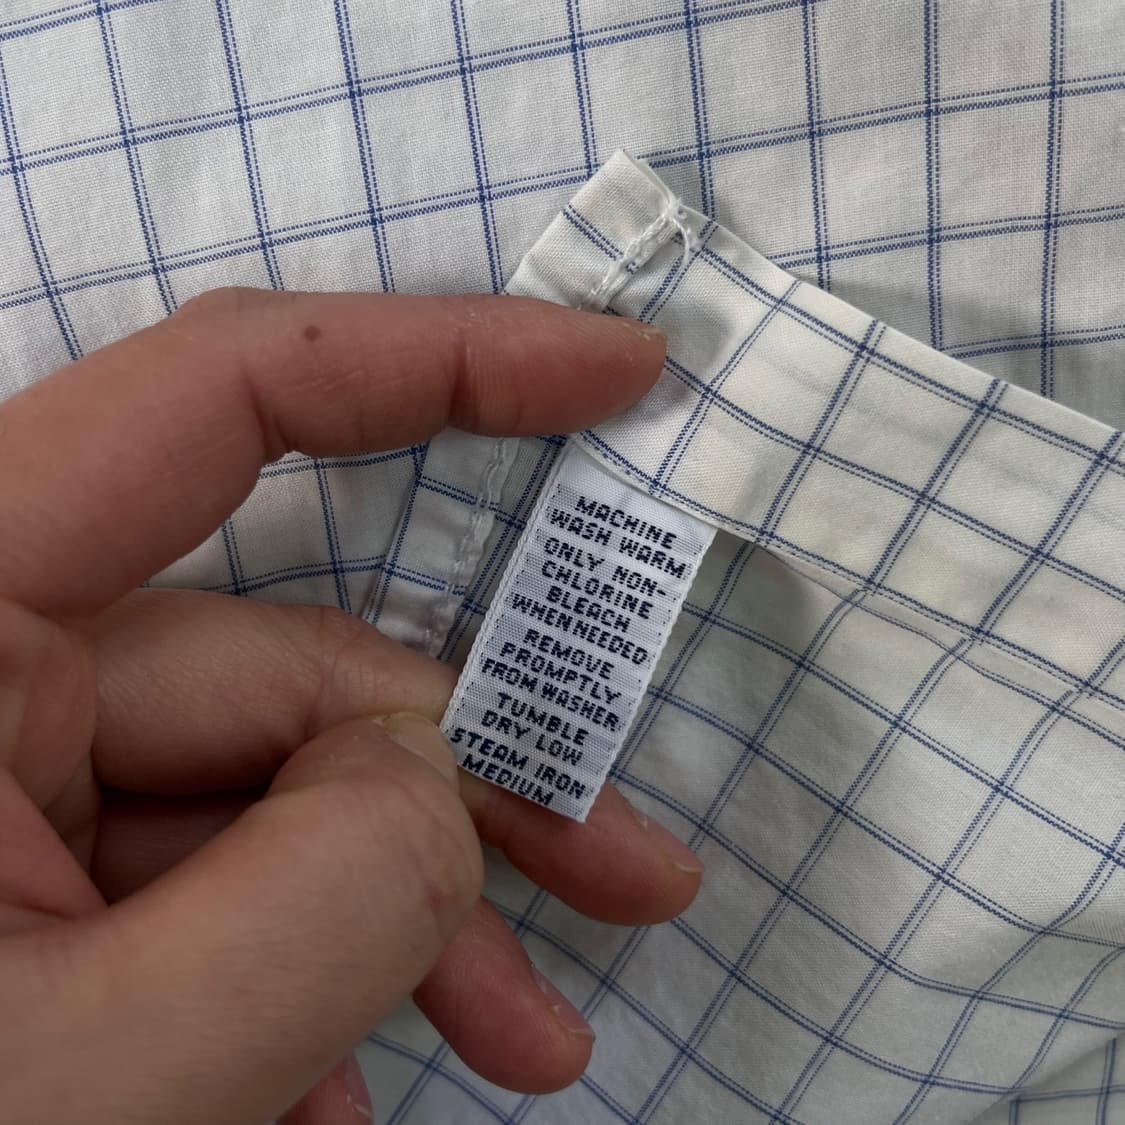 MACHINE
WASH WARM
ONLY NON-
CHLORINE
BLEACH
WHEN NEEDED
REMOVE
PROMPTLY
FROM WASHER
TUMBLE
DRY LOW
STEAM IRON
MEDIUM